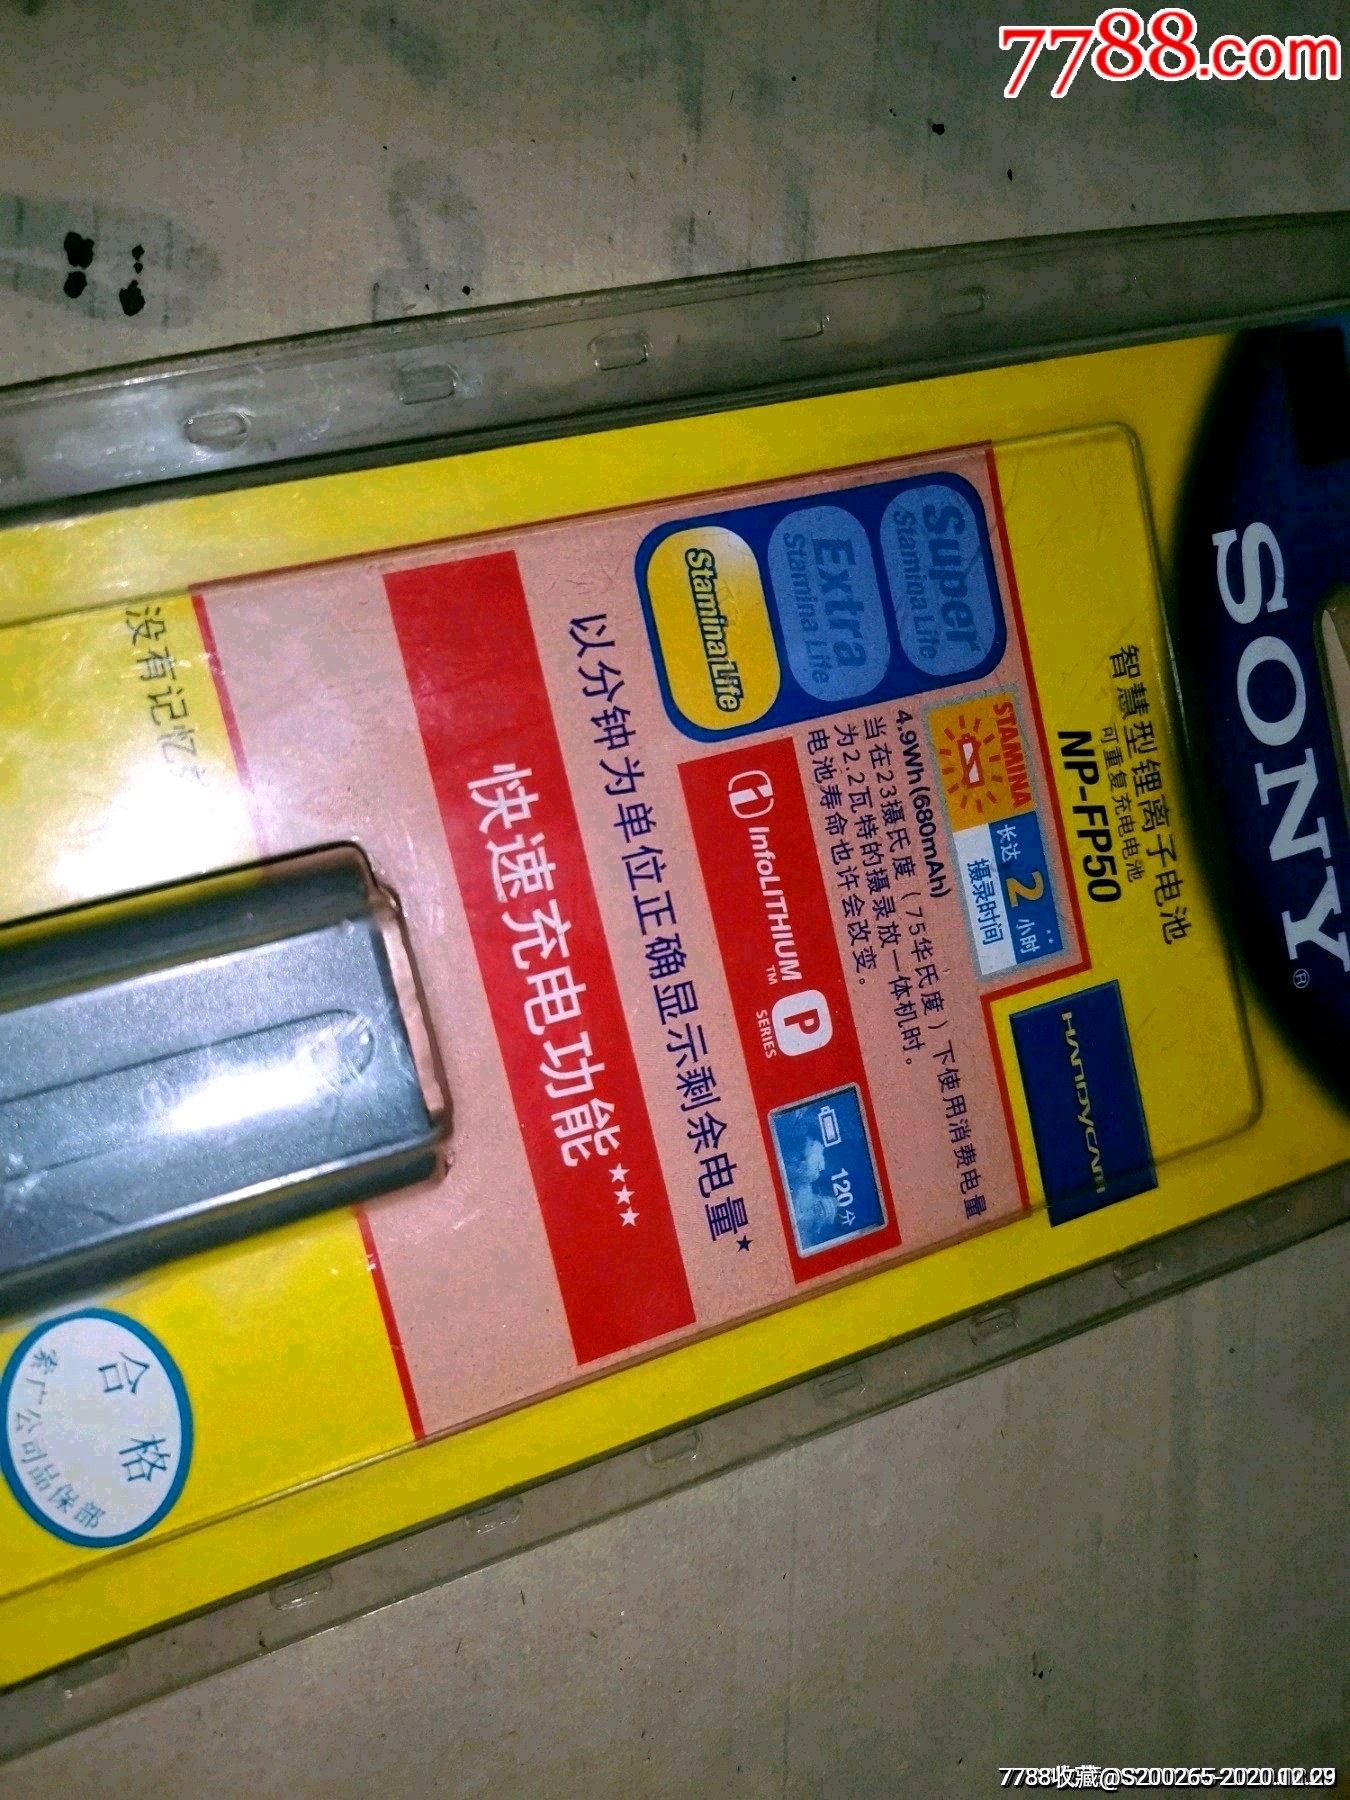 7788.com
SONY®
智慧型锂离子电池
可重复充电电池
NP-FP50
HANDYCAM
STAMINA
长达2小时
摄录时间
Super
Stamina Life
Extra
Stamina Life
Stamina Life
4.9Wh(680mAh)
当在23摄氏度（75华氏度）下使用消费电量
为2.2瓦特的摄录放一体机时。
电池寿命也许会改变。
InfoLITHIUM™ P
SERIES
120分
以分钟为单位正确显示剩余电量★
快速充电功能★★★
没有记忆
合格
索广公司品保部
7788收藏@S200265-2020.12.29